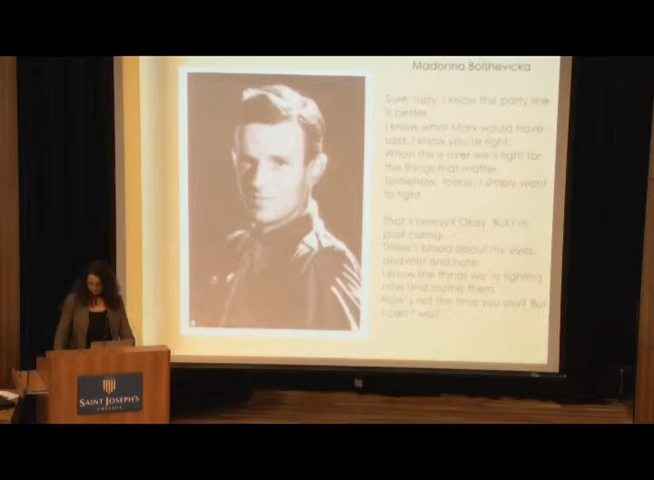 Madonna Bolshevicka
Sure, lady, I know the party line
is better.
I know what Marx would have
said. I know you're right.
When this is over we'll fight for
the things that matter.
Somehow, today, I simply want
to fight.
That's heresy? Okay. But I'm
past caring.
There's blood about my eyes,
and mist and hate.
I know the things we're fighting
now and loathe them.
Now's not the time you say? But
I can't wait.
SAINT JOSEPH'S
COLLEGE